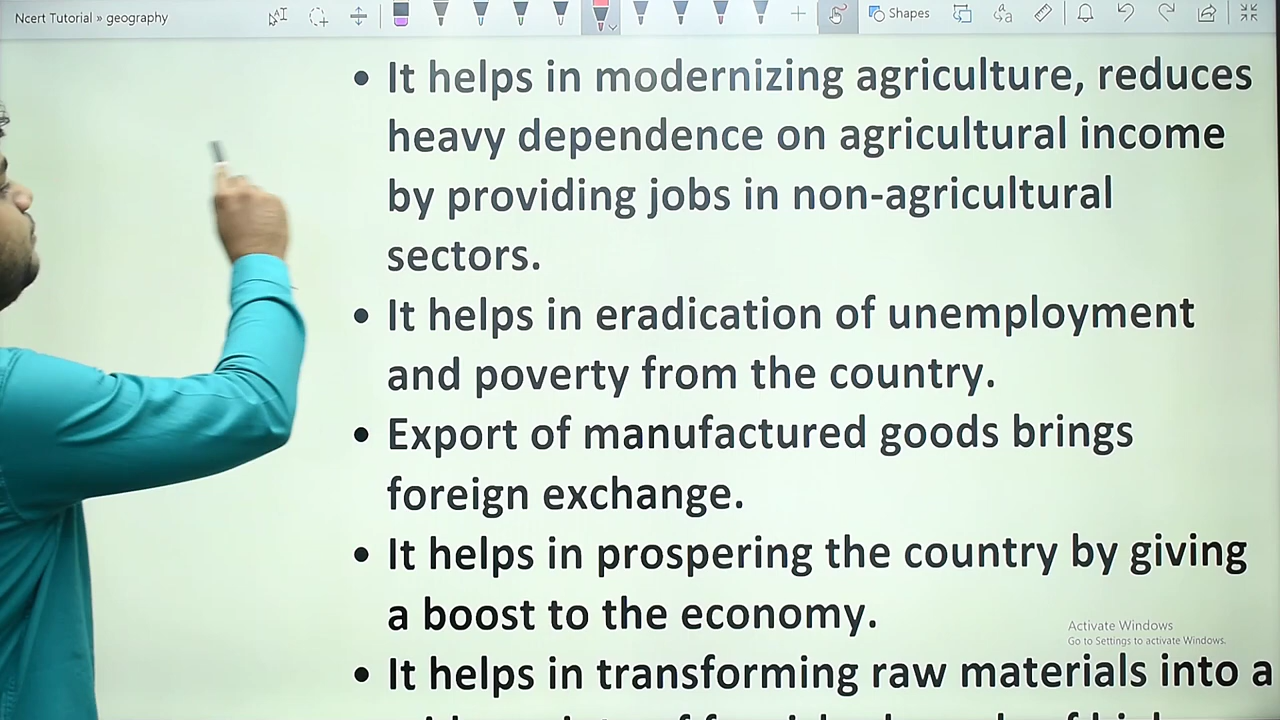 Ncert Tutorial » geography
Shapes
• It helps in modernizing agriculture, reduces
heavy dependence on agricultural income
by providing jobs in non-agricultural
sectors.
• It helps in eradication of unemployment
and poverty from the country.
• Export of manufactured goods brings
foreign exchange.
• It helps in prospering the country by giving
a boost to the economy.
Activate Windows
Go to Settings to activate Windows.
• It helps in transforming raw materials into a